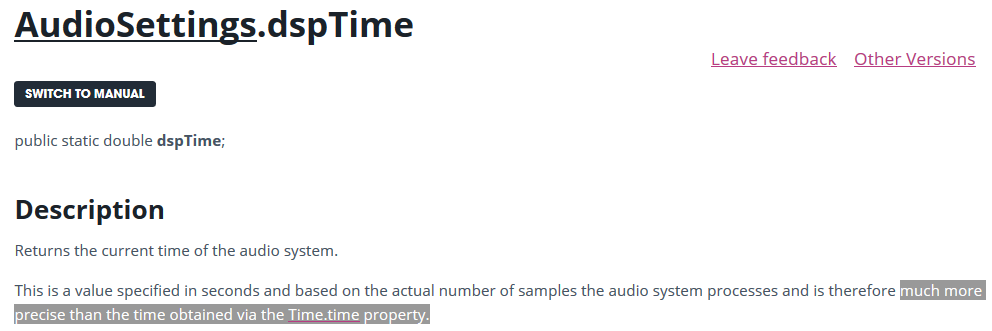 AudioSettings.dspTime
Leave feedback Other Versions
SWITCH TO MANUAL
public static double dspTime;
Description
Returns the current time of the audio system.
This is a value specified in seconds and based on the actual number of samples the audio system processes and is therefore much more
precise than the time obtained via the Time.time property.